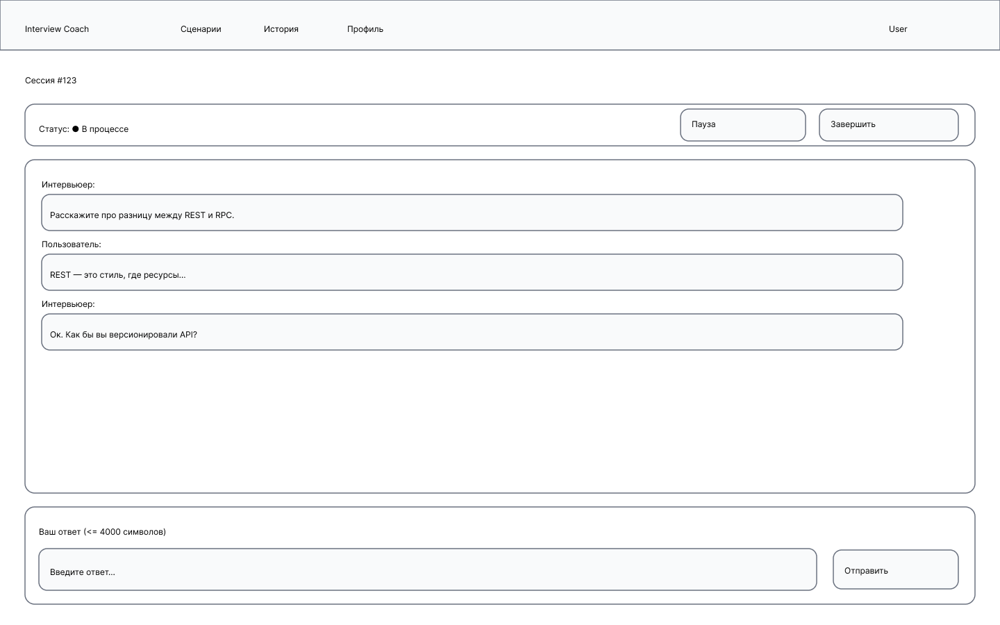 Interview Coach Сценарии История Профиль User
Сессия #123
Статус: ● В процессе Пауза Завершить
Интервьюер:
Расскажите про разницу между REST и RPC.
Пользователь:
REST — это стиль, где ресурсы…
Интервьюер:
Ок. Как бы вы версионировали API?
Ваш ответ (<= 4000 символов)
Введите ответ… Отправить